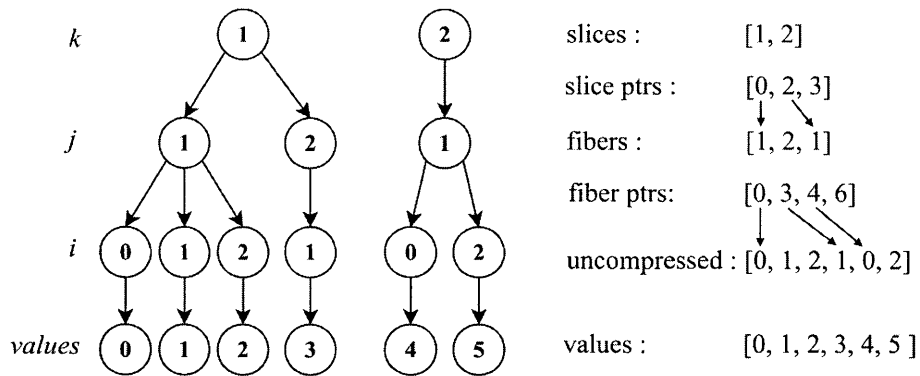 k 1 2 slices : [1, 2]
slice ptrs : [0, 2, 3]
j 1 2 1 fibers : [1, 2, 1]
fiber ptrs: [0, 3, 4, 6]
i 0 1 2 1 0 2 uncompressed : [0, 1, 2, 1, 0, 2]
values 0 1 2 3 4 5 values : [0, 1, 2, 3, 4, 5 ]